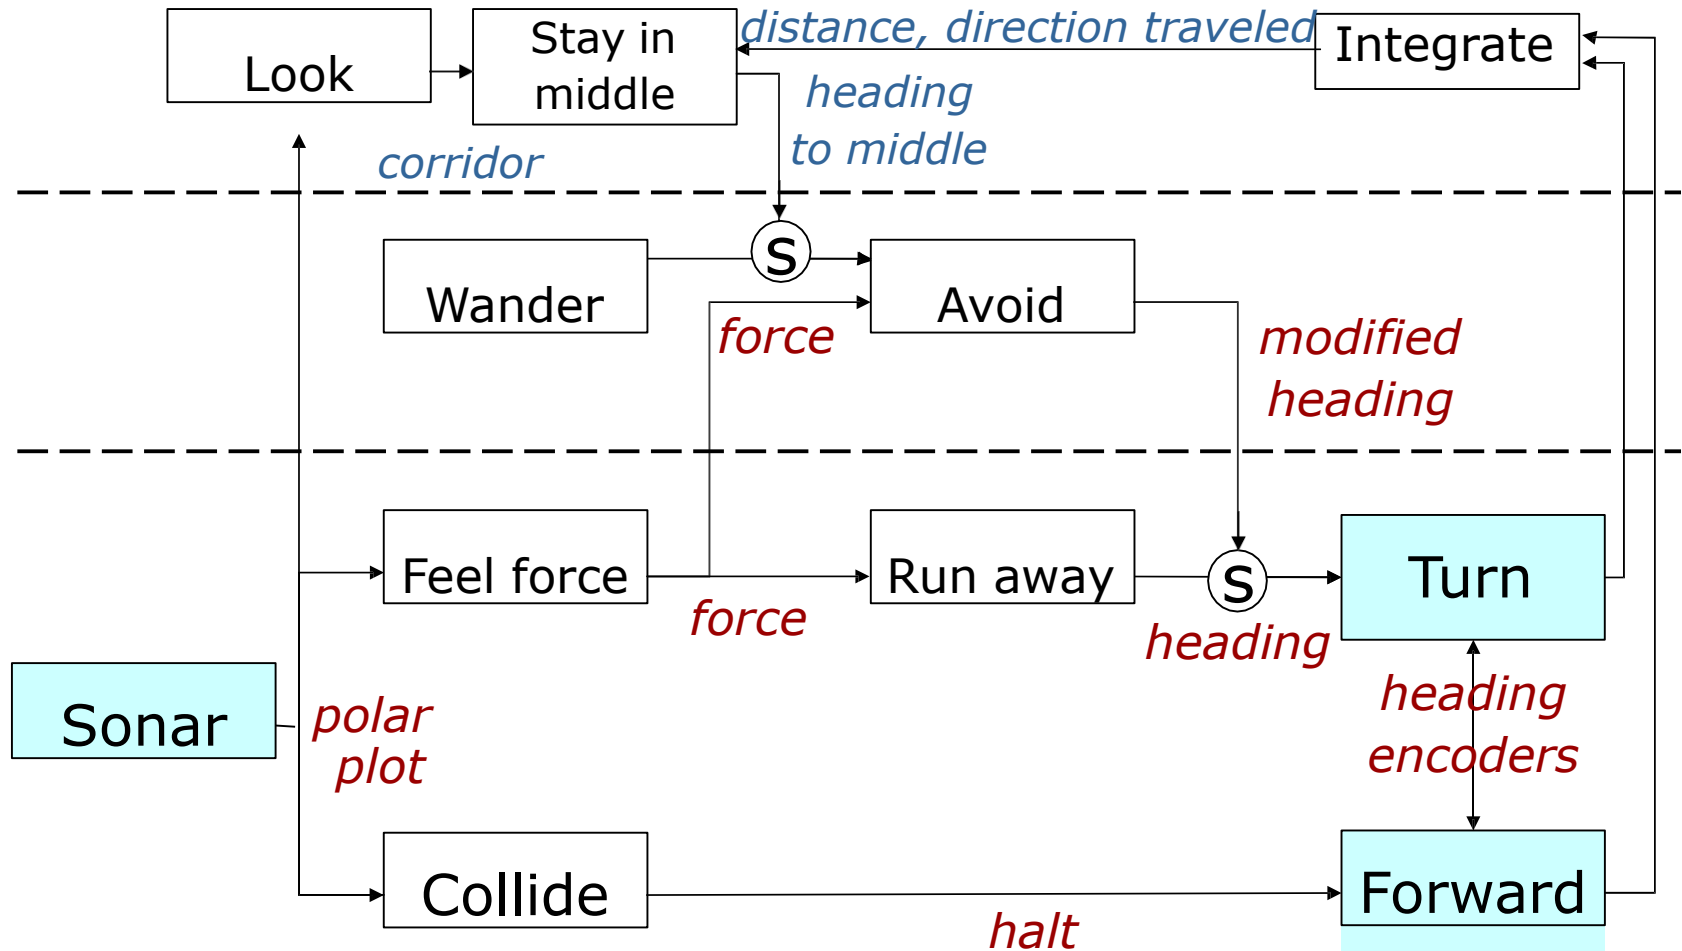 Look
Stay in
middle
distance, direction traveled
Integrate
heading
to middle
corridor
S
Wander
Avoid
force
modified
heading
Feel force
Run away
S
Turn
force
heading
Sonar
polar
plot
heading
encoders
Collide
Forward
halt